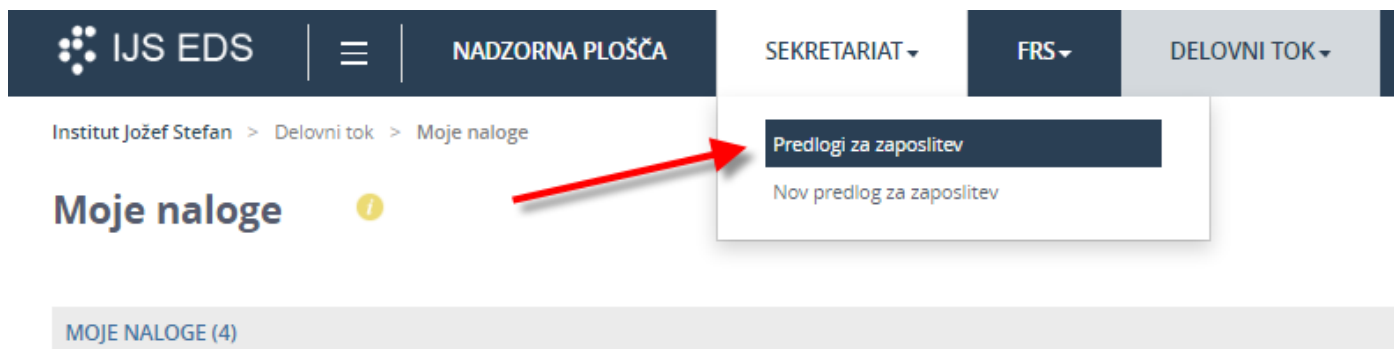 IJS EDS
NADZORNA PLOŠČA
SEKRETARIAT
FRS
DELOVNI TOK
Institut Jožef Stefan > Delovni tok > Moje naloge
Predlogi za zaposlitev
Nov predlog za zaposlitev
Moje naloge
i
MOJE NALOGE (4)